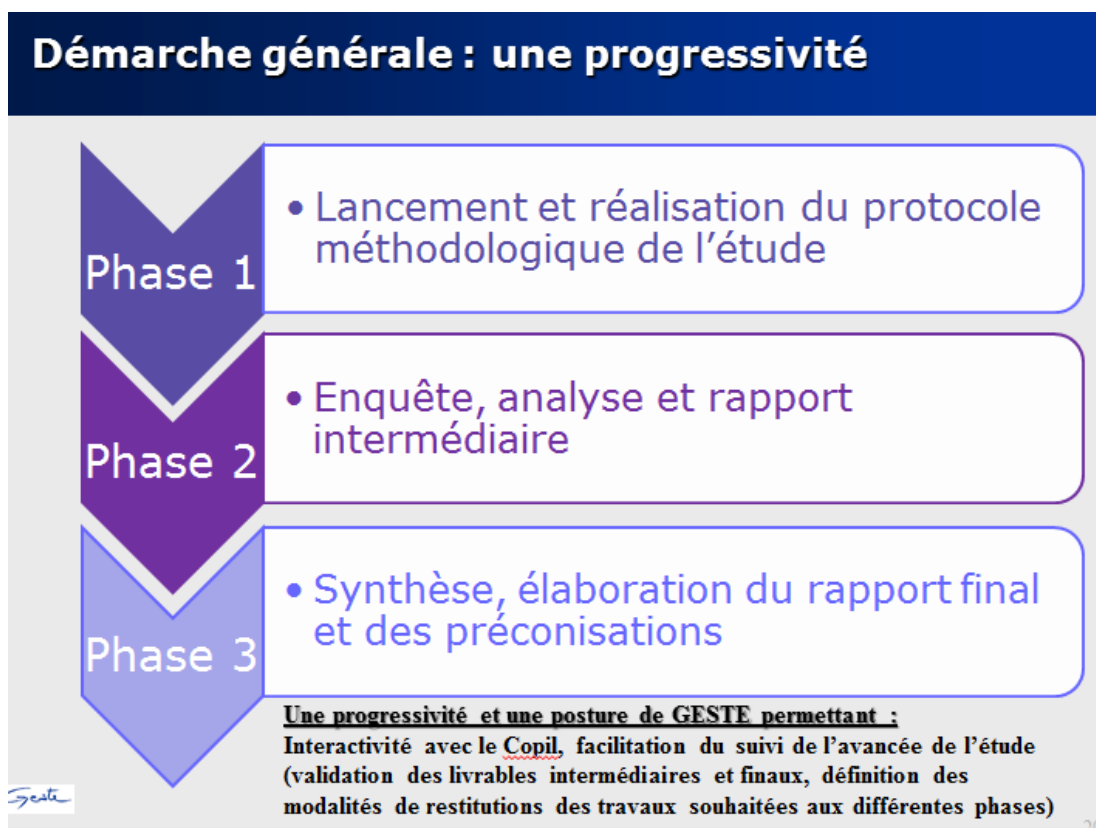 Démarche générale : une progressivité
Phase 1
• Lancement et réalisation du protocole
méthodologique de l’étude
Phase 2
• Enquête, analyse et rapport
intermédiaire
Phase 3
• Synthèse, élaboration du rapport final
et des préconisations
Une progressivité et une posture de GESTE permettant :
Interactivité avec le Copil, facilitation du suivi de l’avancée de l’étude
(validation des livrables intermédiaires et finaux, définition des
modalités de restitutions des travaux souhaitées aux différentes phases)
Geste